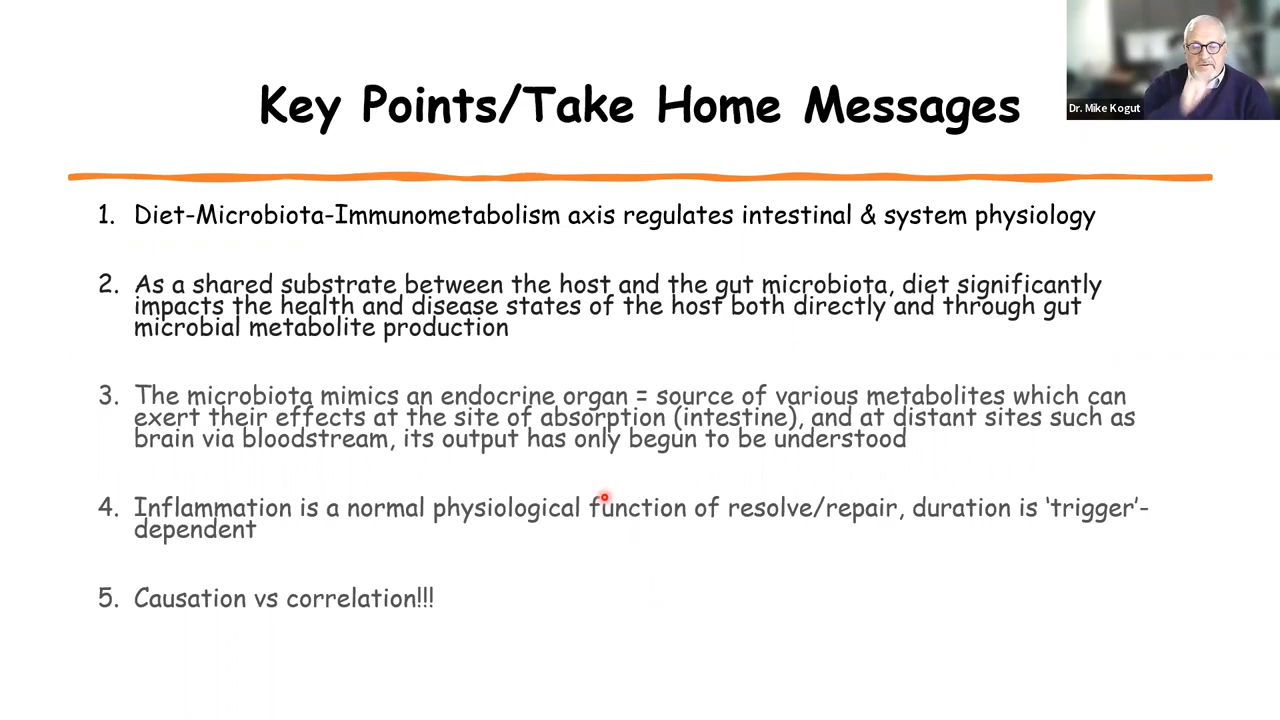 Key Points/Take Home Messages
Dr. Mike Kogut
1. Diet-Microbiota-Immunometabolism axis regulates intestinal & system physiology
2. As a shared substrate between the host and the gut microbiota, diet significantly
impacts the health and disease states of the host both directly and through gut
microbial metabolite production
3. The microbiota mimics an endocrine organ = source of various metabolites which can
exert their effects at the site of absorption (intestine), and at distant sites such as
brain via bloodstream, its output has only begun to be understood
4. Inflammation is a normal physiological function of resolve/repair, duration is ‘trigger’-
dependent
5. Causation vs correlation!!!